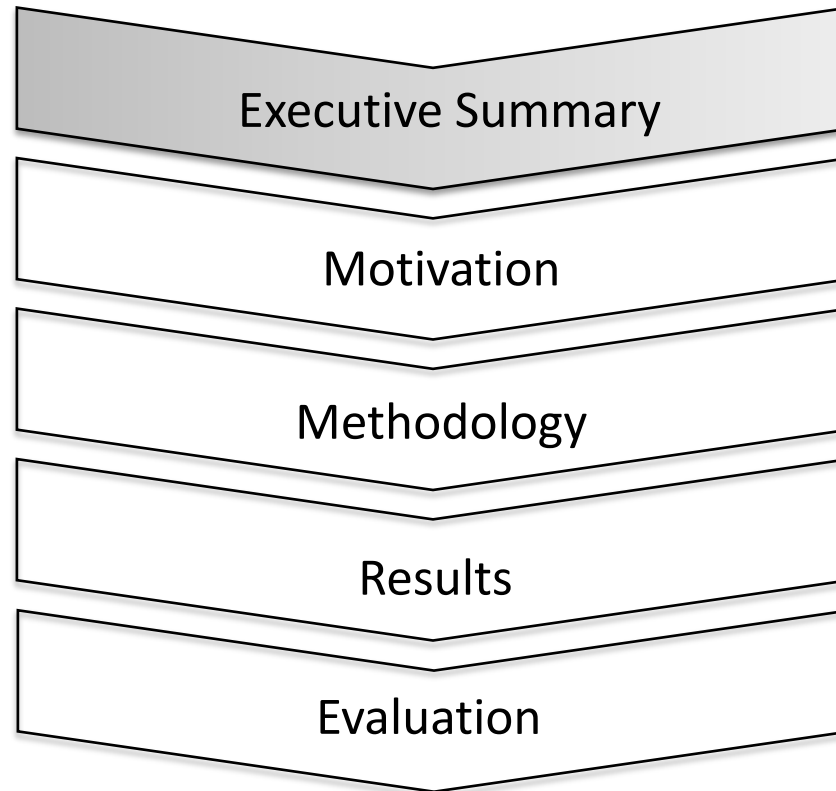 Executive Summary
Motivation
Methodology
Results
Evaluation